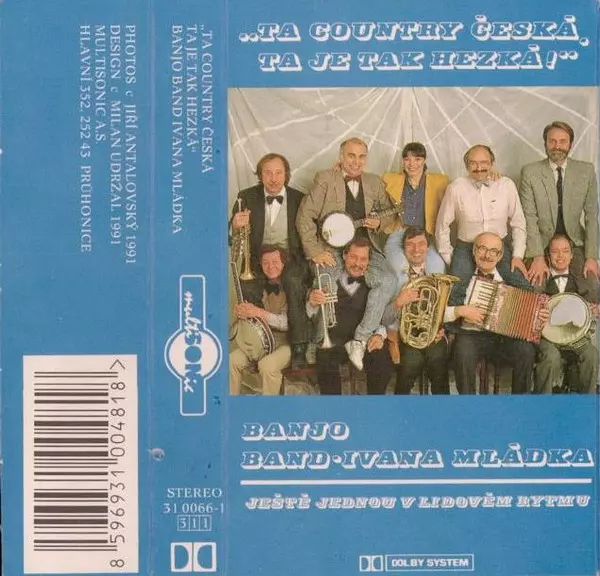 PHOTOS c JIŘÍ ANTALOVSKÝ 1991
DESIGN c MILAN UDRŽAL 1991
MULTISONIC A.S.
HLAVNÍ 352, 252 43 PRŮHONICE
8 596931 004818 >
„TA COUNTRY ČESKÁ
TA JE TAK HEZKÁ“
BANJO BAND IVANA MLÁDKA
multiSONic
STEREO
31 0066-1
311
„TA COUNTRY ČESKÁ,
TA JE TAK HEZKÁ!“
BANJO
BAND·IVANA MLÁDKA
JEŠTĚ JEDNOU V LIDOVÉM RYTMU
DOLBY SYSTEM